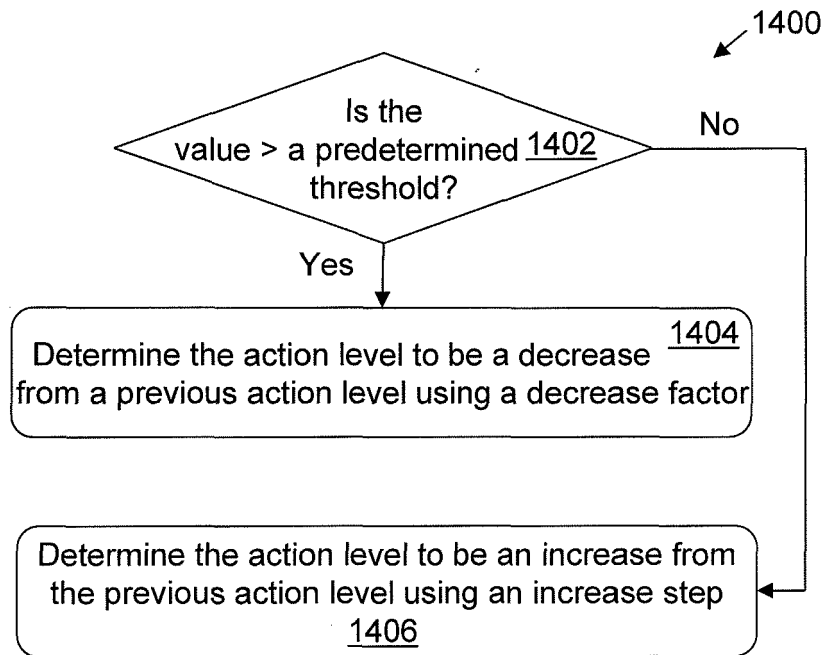 1400
Is the
value > a predetermined 1402
threshold?
No
Yes
1404
Determine the action level to be a decrease
from a previous action level using a decrease factor
Determine the action level to be an increase from
the previous action level using an increase step
1406